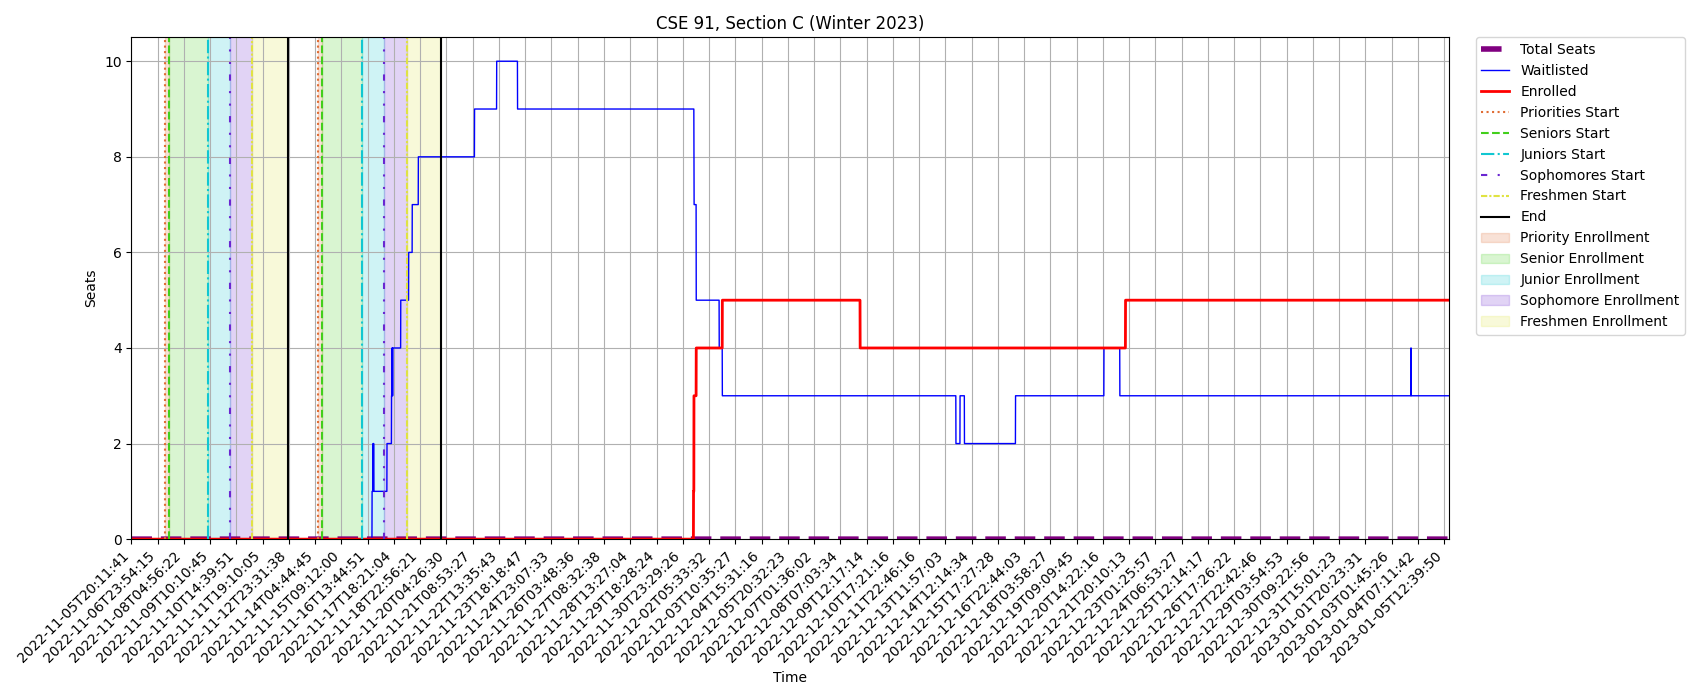 CSE 91, Section C (Winter 2023)
Seats
10
8
6
4
2
0
2022-11-05T20:11:41
2022-11-06T23:54:15
2022-11-08T04:56:22
2022-11-09T10:10:45
2022-11-10T14:39:51
2022-11-11T19:10:05
2022-11-12T23:31:38
2022-11-14T04:44:45
2022-11-15T09:12:00
2022-11-16T13:44:51
2022-11-17T18:21:04
2022-11-18T22:56:21
2022-11-20T04:26:30
2022-11-21T08:53:27
2022-11-22T13:35:43
2022-11-23T18:18:47
2022-11-24T23:07:33
2022-11-26T03:48:36
2022-11-27T08:32:38
2022-11-28T13:27:04
2022-11-29T18:28:24
2022-11-30T23:29:26
2022-12-02T05:33:32
2022-12-03T10:35:27
2022-12-04T15:31:16
2022-12-05T20:32:23
2022-12-07T01:36:02
2022-12-08T07:03:34
2022-12-09T12:17:14
2022-12-10T17:21:16
2022-12-11T22:46:16
2022-12-13T11:57:03
2022-12-14T12:14:34
2022-12-15T17:27:28
2022-12-16T22:44:03
2022-12-18T03:58:27
2022-12-19T09:09:45
2022-12-20T14:22:16
2022-12-21T20:10:13
2022-12-23T01:25:57
2022-12-24T06:53:27
2022-12-25T12:14:17
2022-12-26T17:26:22
2022-12-27T22:42:46
2022-12-29T03:54:53
2022-12-30T09:22:56
2022-12-31T15:01:23
2023-01-01T20:23:31
2023-01-03T01:45:26
2023-01-04T07:11:42
2023-01-05T12:39:50
Time
Total Seats
Waitlisted
Enrolled
Priorities Start
Seniors Start
Juniors Start
Sophomores Start
Freshmen Start
End
Priority Enrollment
Senior Enrollment
Junior Enrollment
Sophomore Enrollment
Freshmen Enrollment